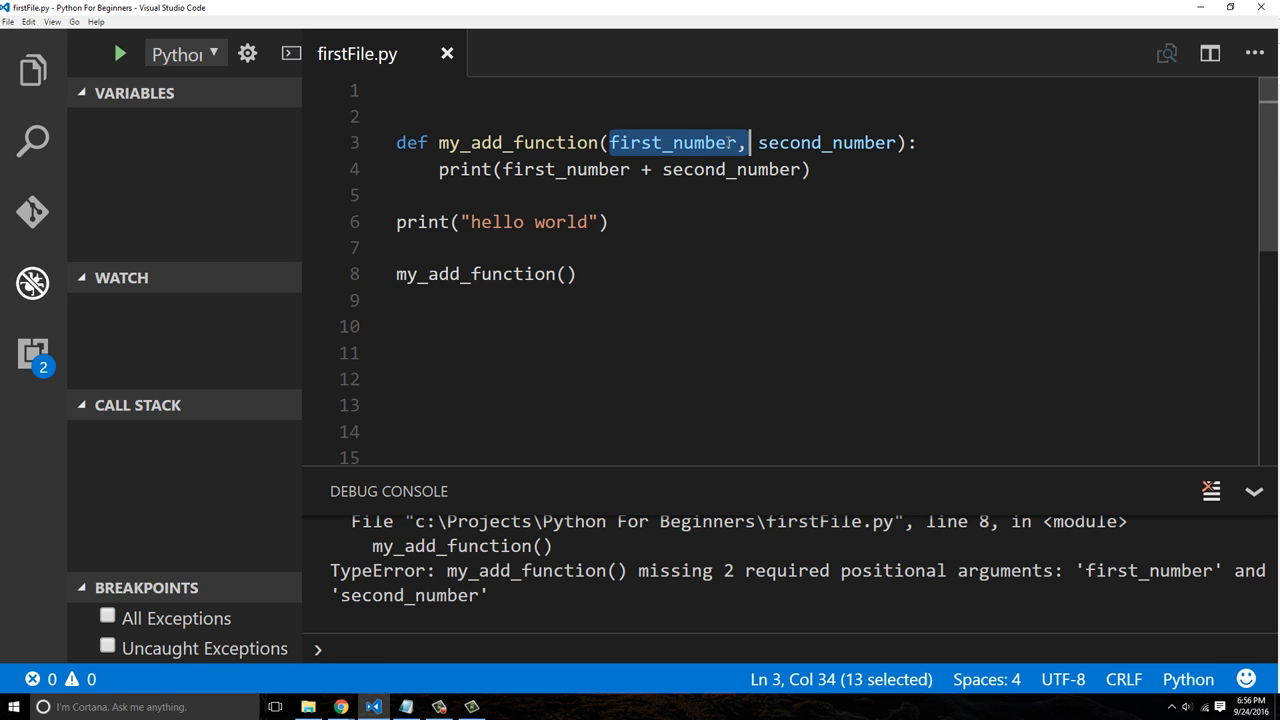 firstFile.py - Python For Beginners - Visual Studio Code
File Edit View Go Help
Python
firstFile.py
VARIABLES
WATCH
CALL STACK
BREAKPOINTS
All Exceptions
Uncaught Exceptions
2
1
2
3 def my_add_function(first_number, second_number):
4 print(first_number + second_number)
5
6 print("hello world")
7
8 my_add_function()
9
10
11
12
13
14
15
DEBUG CONSOLE
File "c:\Projects\Python For Beginners\firstFile.py", line 8, in <module>
my_add_function()
TypeError: my_add_function() missing 2 required positional arguments: 'first_number' and
'second_number'
0 0 Ln 3, Col 34 (13 selected) Spaces: 4 UTF-8 CRLF Python
I'm Cortana. Ask me anything.
6:56 PM
9/24/2016